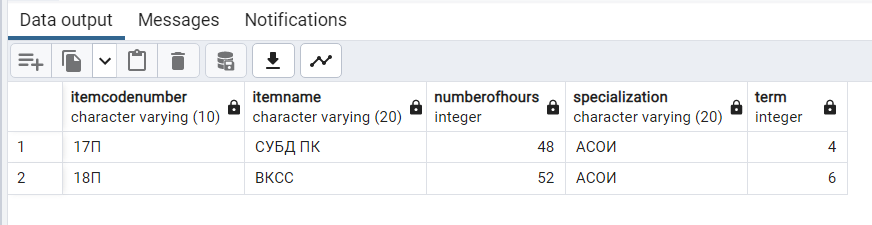 Data output Messages Notifications
itemcodenumber itemname numberofhours specialization term
character varying (10) character varying (20) integer character varying (20) integer
1 17П СУБД ПК 48 АСОИ 4
2 18П ВКСС 52 АСОИ 6